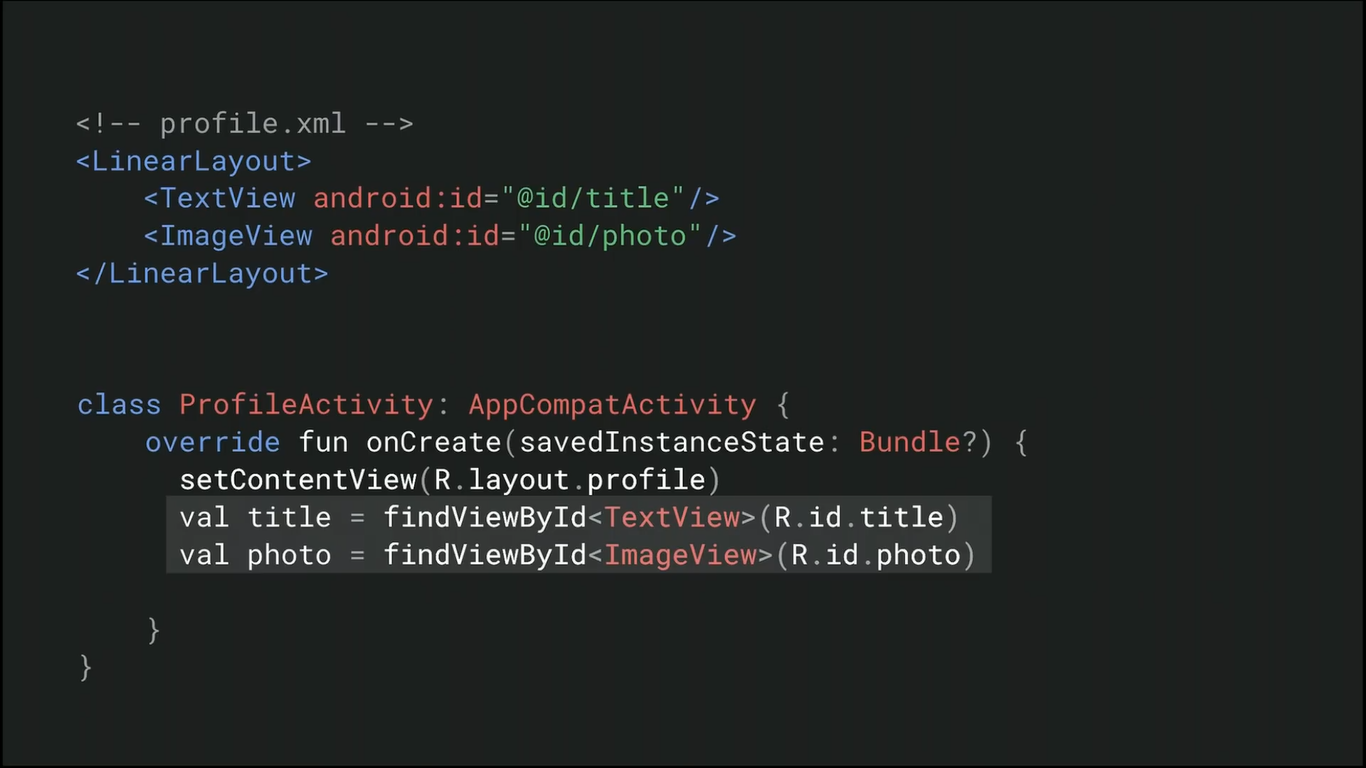 <!-- profile.xml -->
<LinearLayout>
    <TextView android:id="@id/title"/>
    <ImageView android:id="@id/photo"/>
</LinearLayout>
class ProfileActivity: AppCompatActivity {
    override fun onCreate(savedInstanceState: Bundle?) {
      setContentView(R.layout.profile)
      val title = findViewById<TextView>(R.id.title)
      val photo = findViewById<ImageView>(R.id.photo)
    }
}